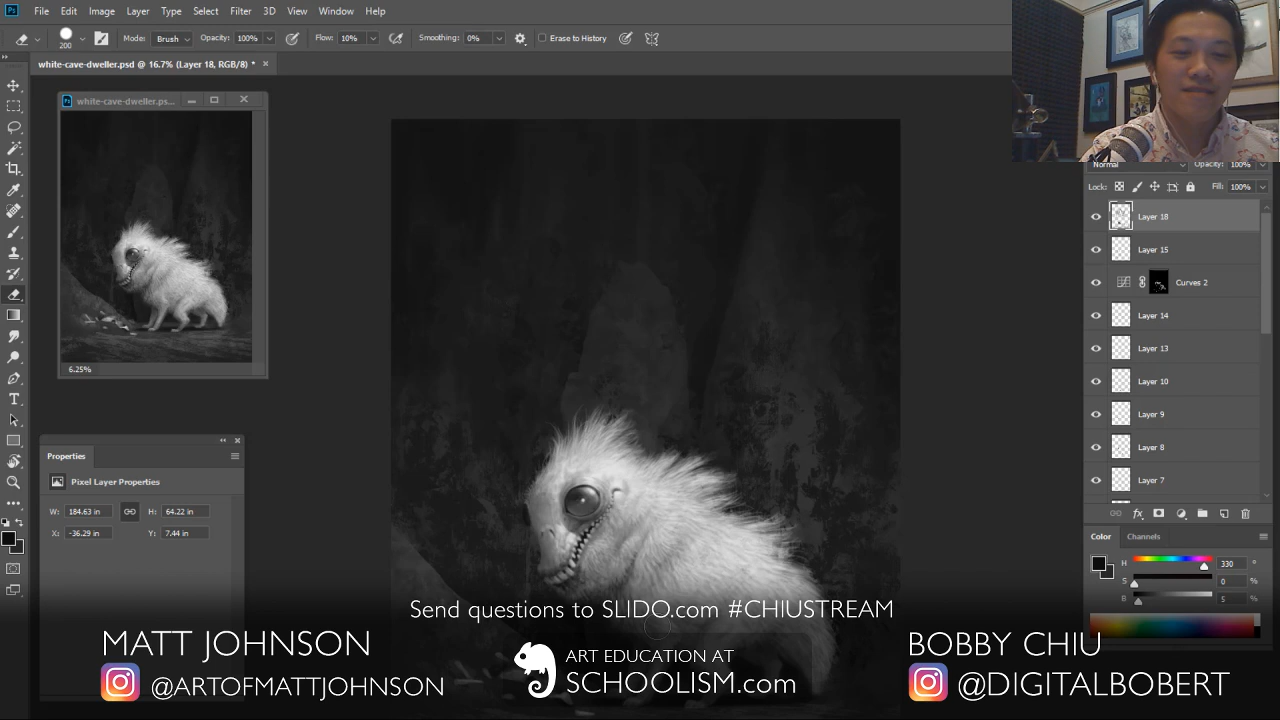 Ps File Edit Image Layer Type Select Filter 3D View Window Help
200 Mode: Brush Opacity: 100% Flow: 10% Smoothing: 0% Erase to History
white-cave-dweller.psd @ 16.7% (Layer 18, RGB/8) * ×
Ps white-cave-dweller.ps...
6.25%
Properties
Pixel Layer Properties
W: 184.63 in H: 64.22 in
X: -36.29 in Y: 7.44 in
Normal Opacity: 100%
Lock: Fill: 100%
Layer 18
Layer 15
Curves 2
Layer 14
Layer 13
Layer 10
Layer 9
Layer 8
Layer 7
fx
Color Channels
H 330 °
S 0 %
B 5 %
Send questions to SLIDO.com #CHIUSTREAM
MATT JOHNSON
@ARTOFMATTJOHNSON
ART EDUCATION AT
SCHOOLISM.com
BOBBY CHIU
@DIGITALBOBERT